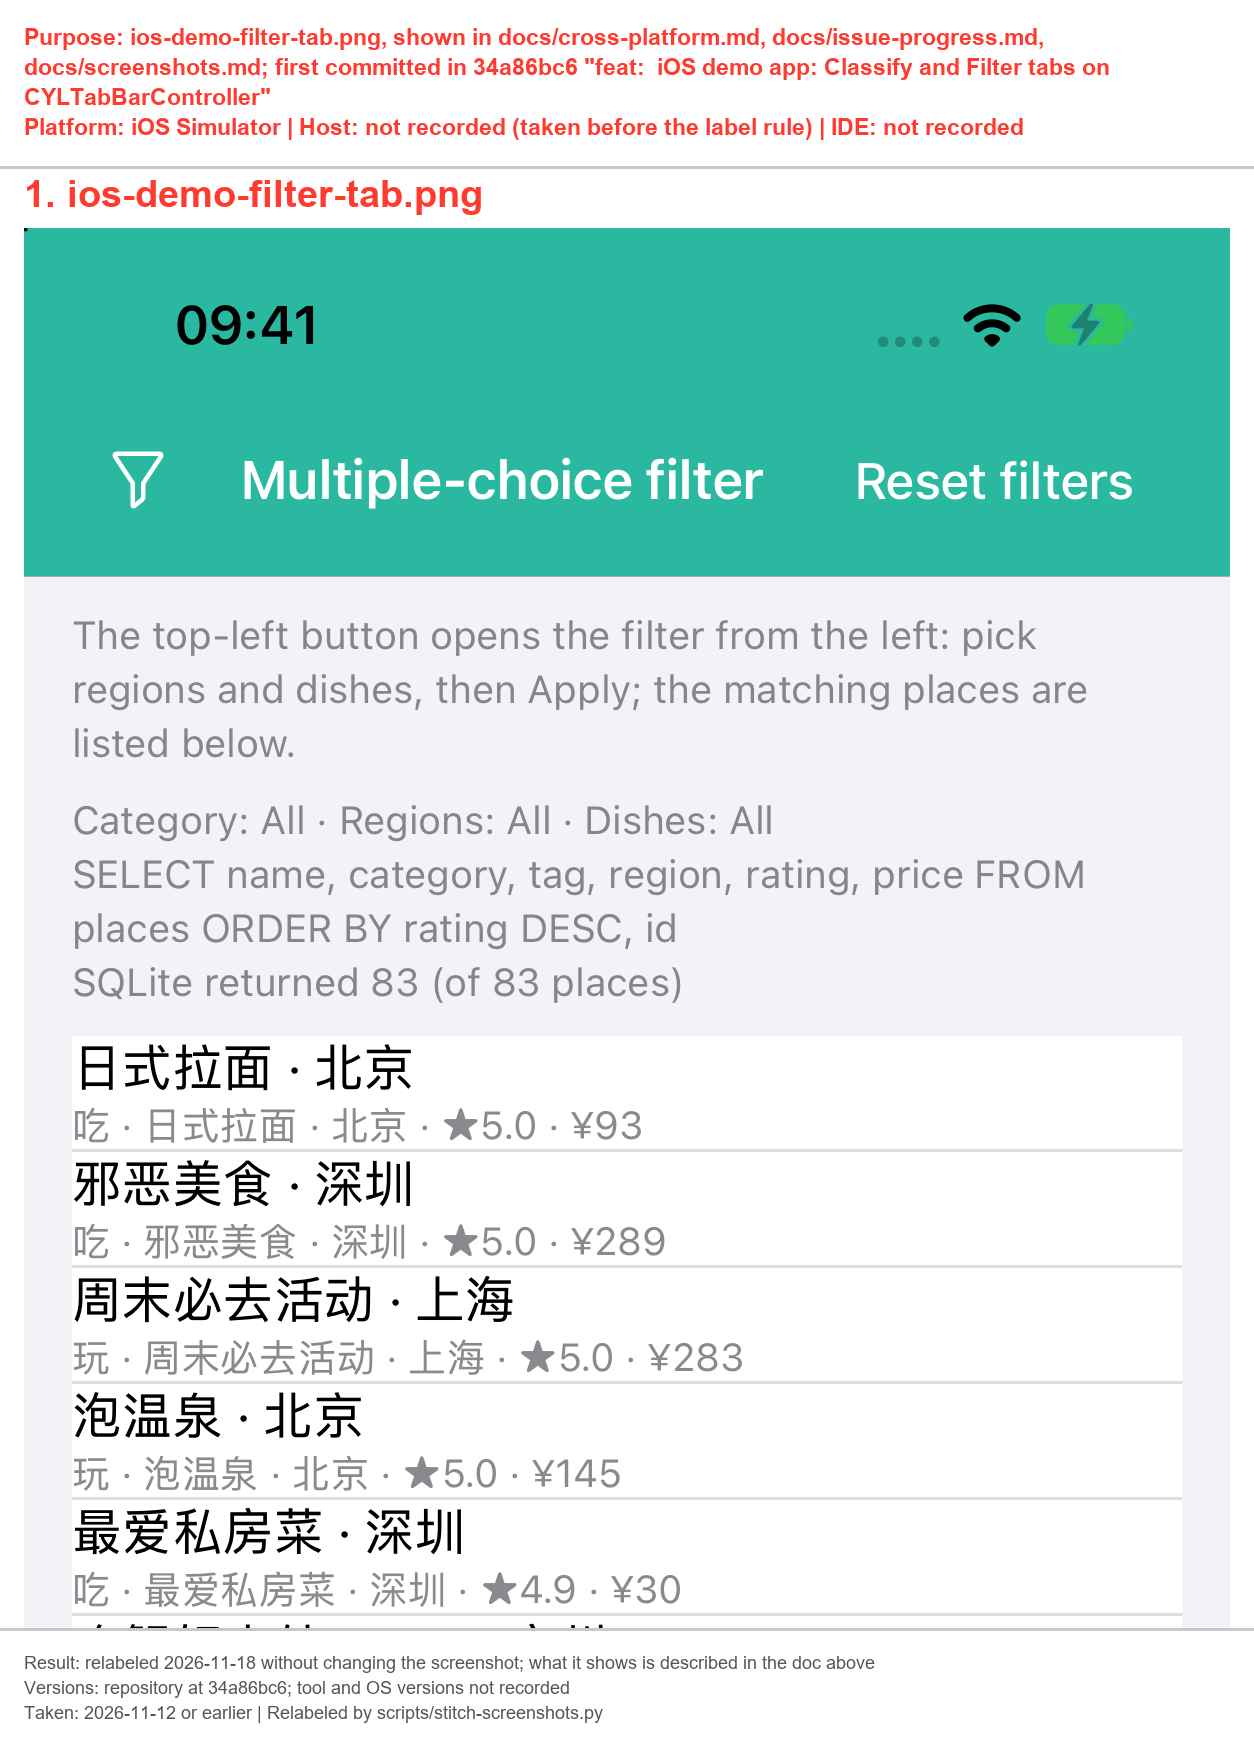 Purpose: ios-demo-filter-tab.png, shown in docs/cross-platform.md, docs/issue-progress.md,
docs/screenshots.md; first committed in 34a86bc6 "feat:  iOS demo app: Classify and Filter tabs on
CYLTabBarController"
Platform: iOS Simulator | Host: not recorded (taken before the label rule) | IDE: not recorded
1. ios-demo-filter-tab.png
09:41
Multiple-choice filter
Reset filters
The top-left button opens the filter from the left: pick
regions and dishes, then Apply; the matching places are
listed below.
Category: All · Regions: All · Dishes: All
SELECT name, category, tag, region, rating, price FROM
places ORDER BY rating DESC, id
SQLite returned 83 (of 83 places)
日式拉面 · 北京
吃 · 日式拉面 · 北京 · ★5.0 · ¥93
邪恶美食 · 深圳
吃 · 邪恶美食 · 深圳 · ★5.0 · ¥289
周末必去活动 · 上海
玩 · 周末必去活动 · 上海 · ★5.0 · ¥283
泡温泉 · 北京
玩 · 泡温泉 · 北京 · ★5.0 · ¥145
最爱私房菜 · 深圳
吃 · 最爱私房菜 · 深圳 · ★4.9 · ¥30
Result: relabeled 2026-11-18 without changing the screenshot; what it shows is described in the doc above
Versions: repository at 34a86bc6; tool and OS versions not recorded
Taken: 2026-11-12 or earlier | Relabeled by scripts/stitch-screenshots.py